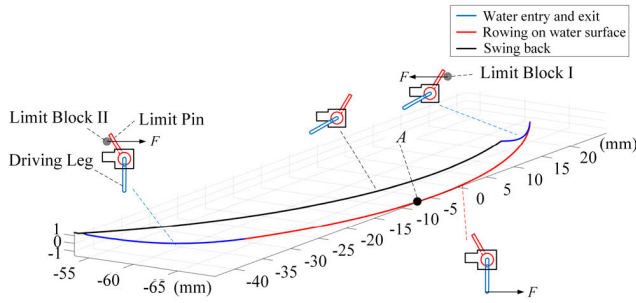 Water entry and exit
Rowing on water surface
Swing back
F
Limit Block I
Limit Block II
Limit Pin
F
Driving Leg
A
(mm)
20
15
10
5
0
-5
-10
-15
-20
-25
-30
-35
-40
1
0
-1
-55
-60
-65
(mm)
F